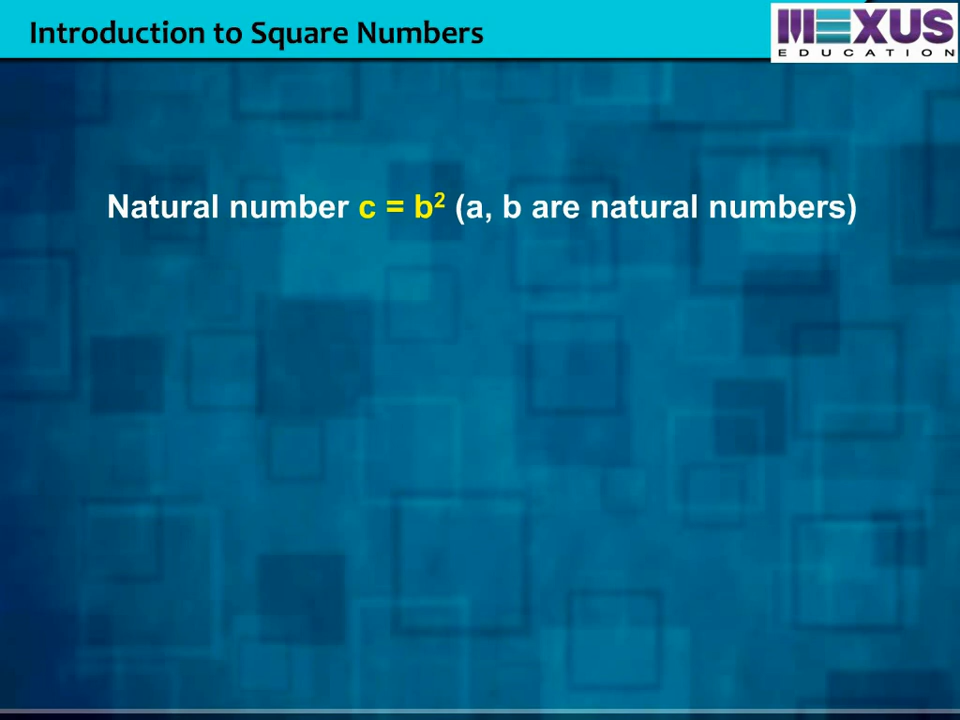 Introduction to Square Numbers
MEXUS
EDUCATION
Natural number c = b² (a, b are natural numbers)